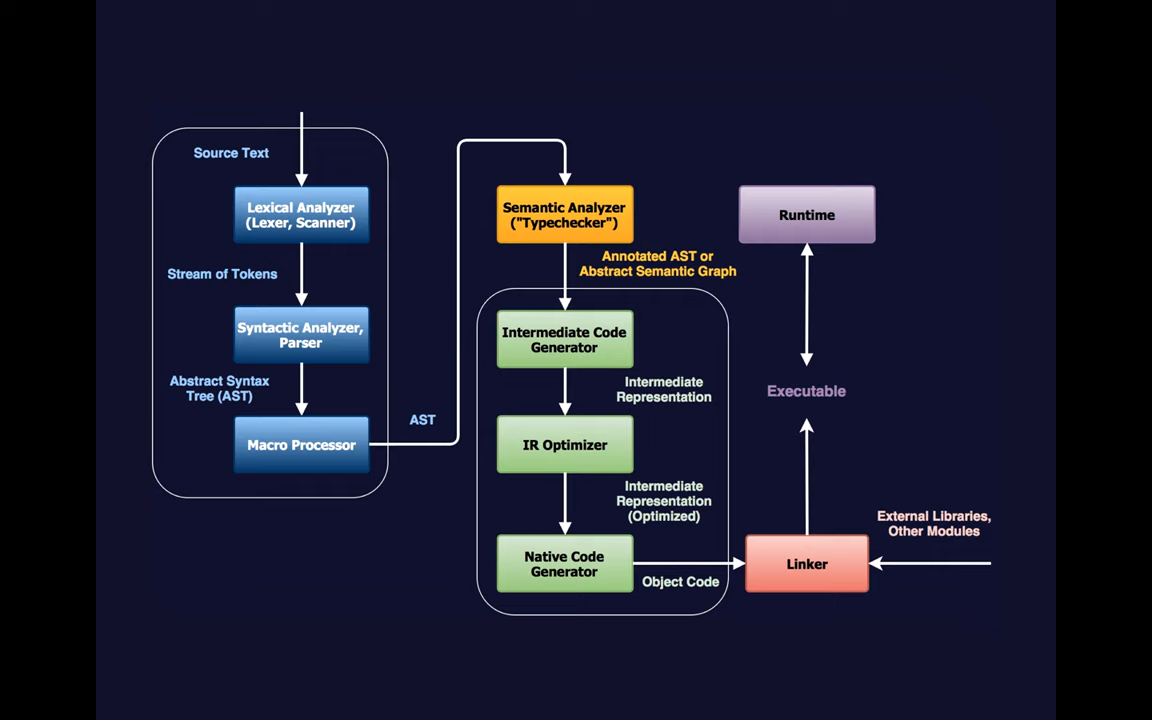 Source Text
Lexical Analyzer
(Lexer, Scanner)
Stream of Tokens
Syntactic Analyzer,
Parser
Abstract Syntax
Tree (AST)
Macro Processor
AST
Semantic Analyzer
("Typechecker")
Annotated AST or
Abstract Semantic Graph
Intermediate Code
Generator
Intermediate
Representation
IR Optimizer
Intermediate
Representation
(Optimized)
Native Code
Generator
Object Code
Runtime
Executable
External Libraries,
Other Modules
Linker